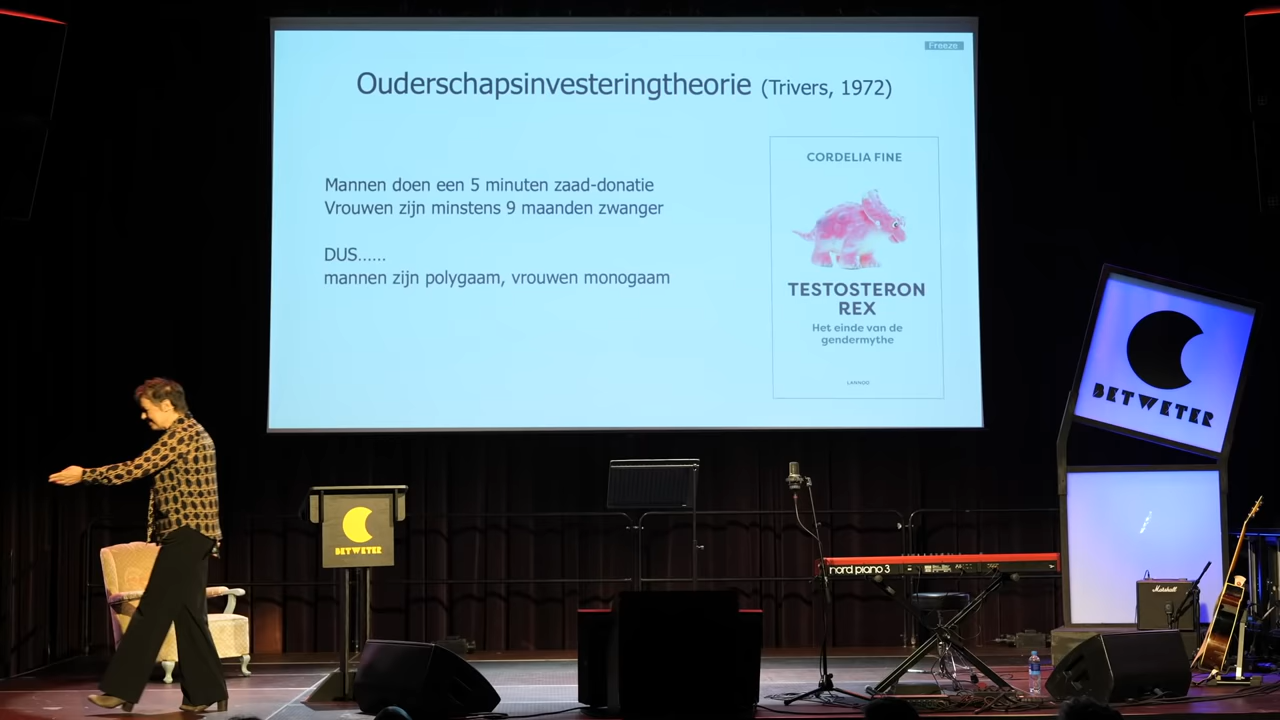 Freeze
Ouderschapsinvesteringtheorie (Trivers, 1972)
Mannen doen een 5 minuten zaad-donatie
Vrouwen zijn minstens 9 maanden zwanger
DUS......
mannen zijn polygaam, vrouwen monogaam
CORDELIA FINE
TESTOSTERON
REX
Het einde van de
gendermythe
LANNOO
BETWETER
BETWETER
nord piano 3
Marshall